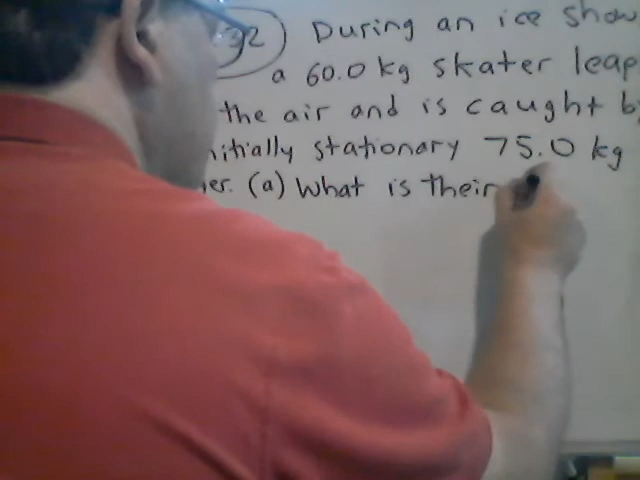 32 During an ice show
a 60.0 kg skater leap
the air and is caught b
nitially stationary 75.0 kg
er. (a) What is their